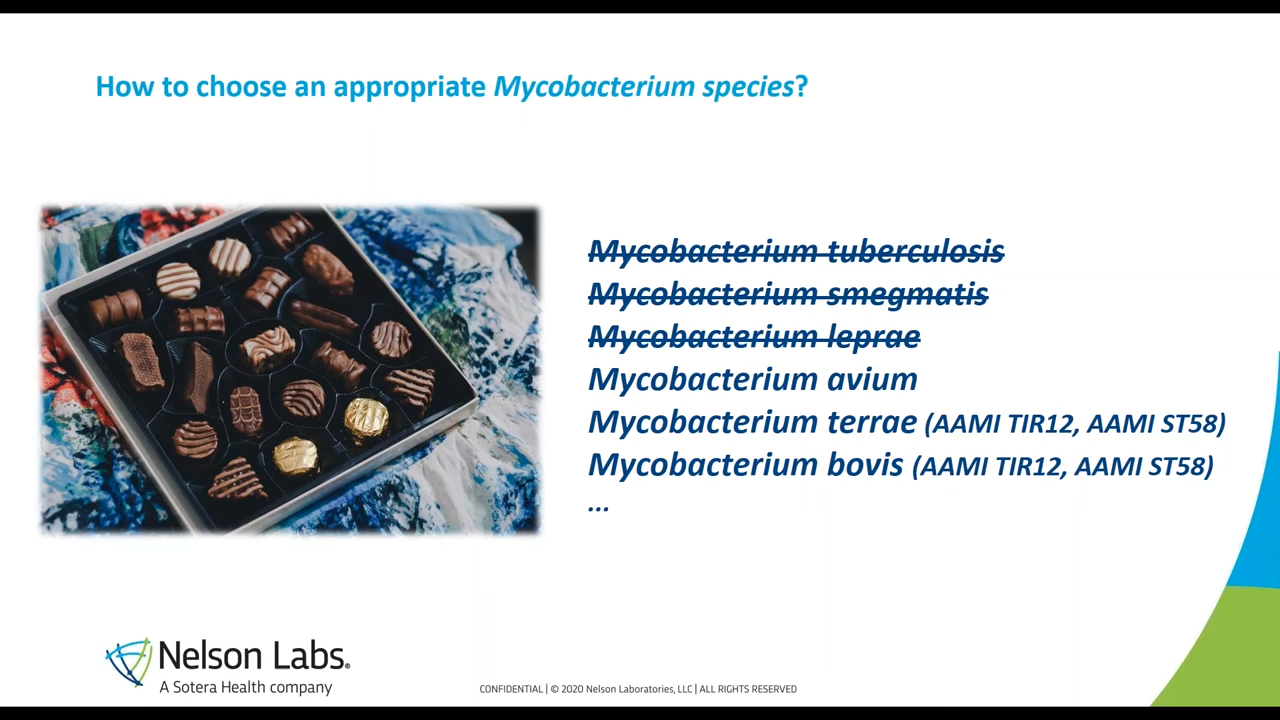 How to choose an appropriate Mycobacterium species?
Mycobacterium tuberculosis
Mycobacterium smegmatis
Mycobacterium leprae
Mycobacterium avium
Mycobacterium terrae (AAMI TIR12, AAMI ST58)
Mycobacterium bovis (AAMI TIR12, AAMI ST58)
...
Nelson Labs®
A Sotera Health company
CONFIDENTIAL | © 2020 Nelson Laboratories, LLC | ALL RIGHTS RESERVED